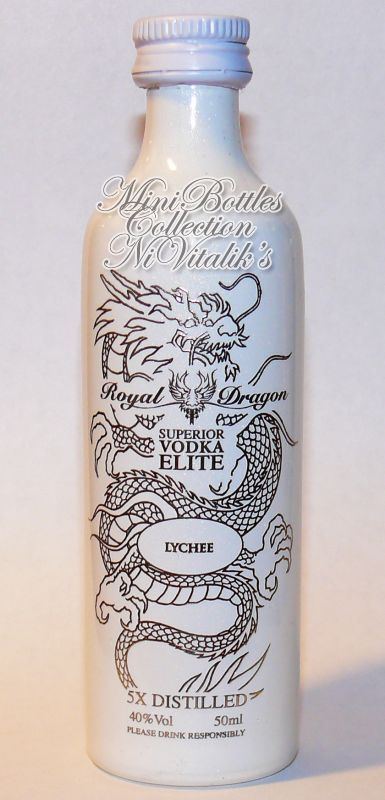 Mini Bottles
Collection
NiVitalik's
Royal Dragon
SUPERIOR
VODKA
ELITE
LYCHEE
5X DISTILLED
40%Vol 50ml
PLEASE DRINK RESPONSIBLY